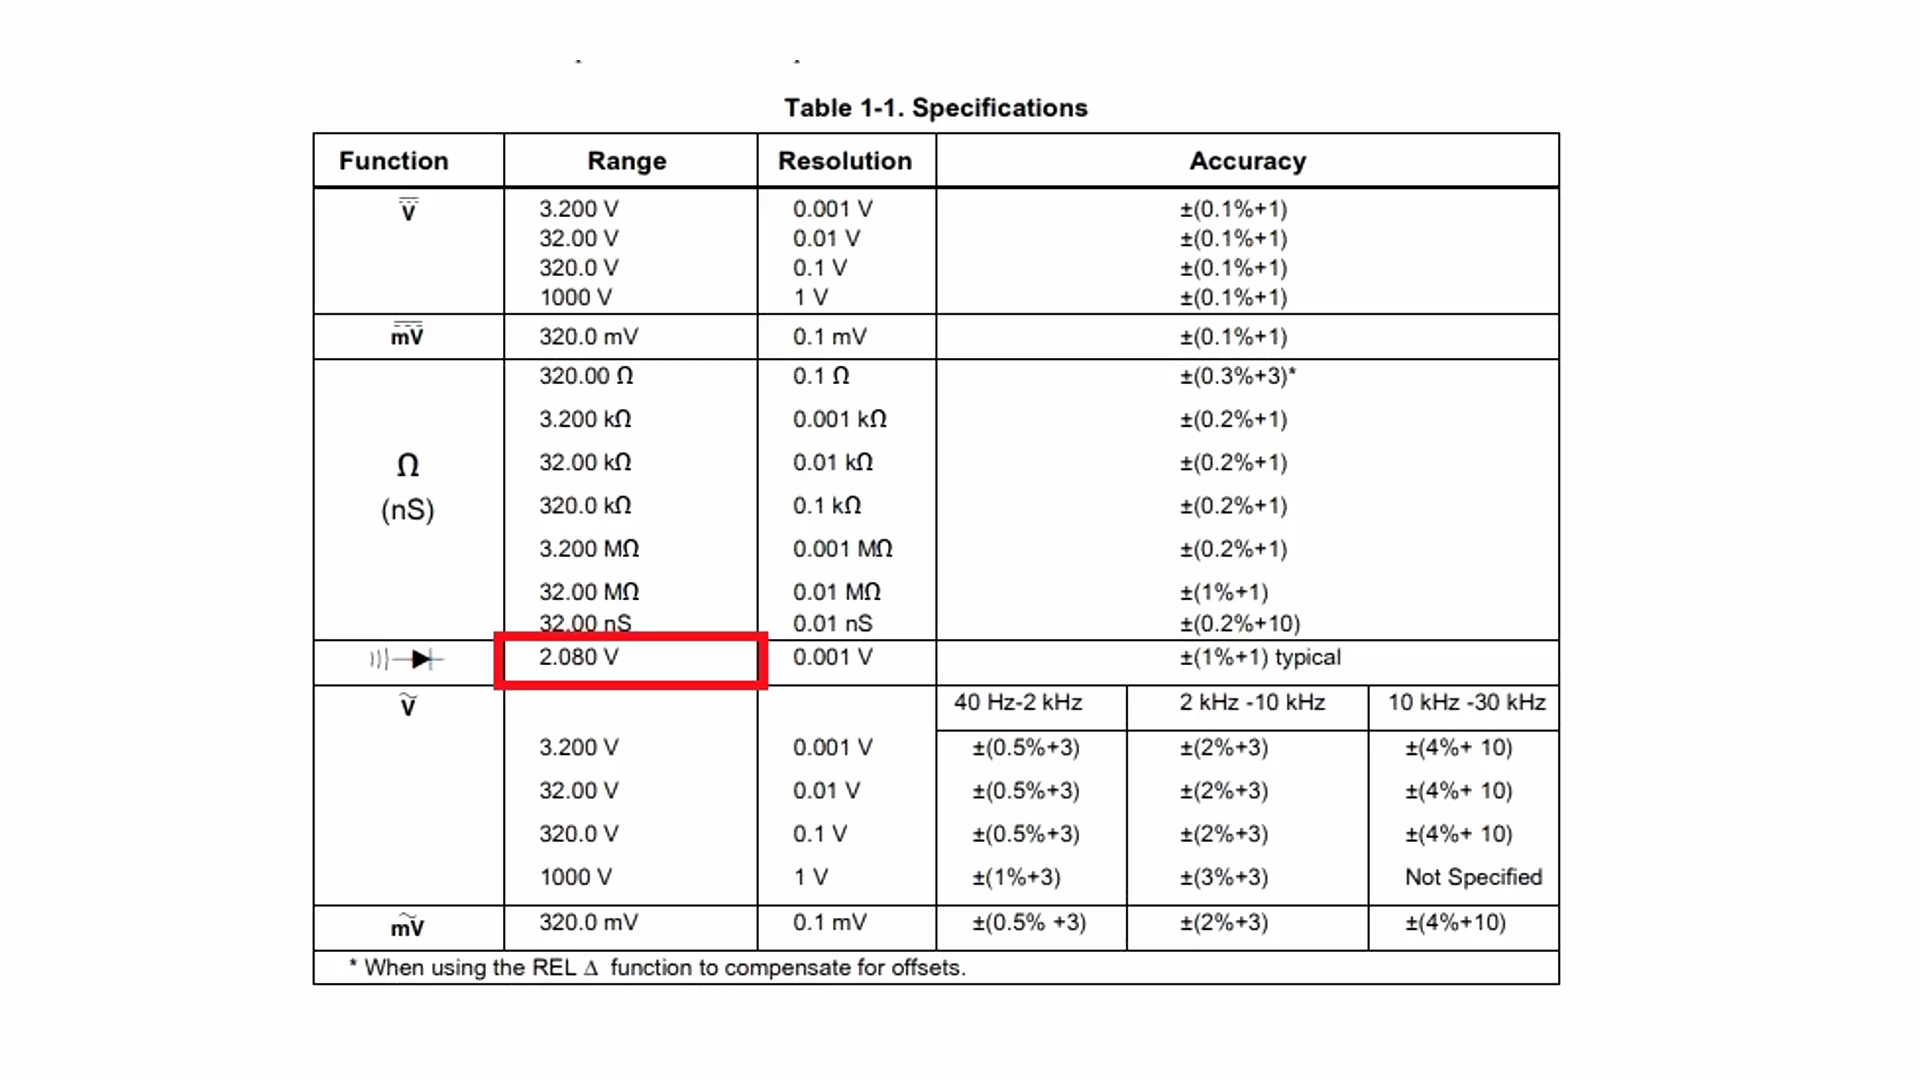 Table 1-1. Specifications
Function Range Resolution Accuracy
V 3.200 V 0.001 V ±(0.1%+1)
32.00 V 0.01 V ±(0.1%+1)
320.0 V 0.1 V ±(0.1%+1)
1000 V 1 V ±(0.1%+1)
mV 320.0 mV 0.1 mV ±(0.1%+1)
320.00 Ω 0.1 Ω ±(0.3%+3)*
3.200 kΩ 0.001 kΩ ±(0.2%+1)
Ω 32.00 kΩ 0.01 kΩ ±(0.2%+1)
(nS) 320.0 kΩ 0.1 kΩ ±(0.2%+1)
3.200 MΩ 0.001 MΩ ±(0.2%+1)
32.00 MΩ 0.01 MΩ ±(1%+1)
32.00 nS 0.01 nS ±(0.2%+10)
2.080 V 0.001 V ±(1%+1) typical
V 40 Hz-2 kHz 2 kHz -10 kHz 10 kHz -30 kHz
3.200 V 0.001 V ±(0.5%+3) ±(2%+3) ±(4%+ 10)
32.00 V 0.01 V ±(0.5%+3) ±(2%+3) ±(4%+ 10)
320.0 V 0.1 V ±(0.5%+3) ±(2%+3) ±(4%+ 10)
1000 V 1 V ±(1%+3) ±(3%+3) Not Specified
mV 320.0 mV 0.1 mV ±(0.5% +3) ±(2%+3) ±(4%+10)
* When using the REL Δ function to compensate for offsets.